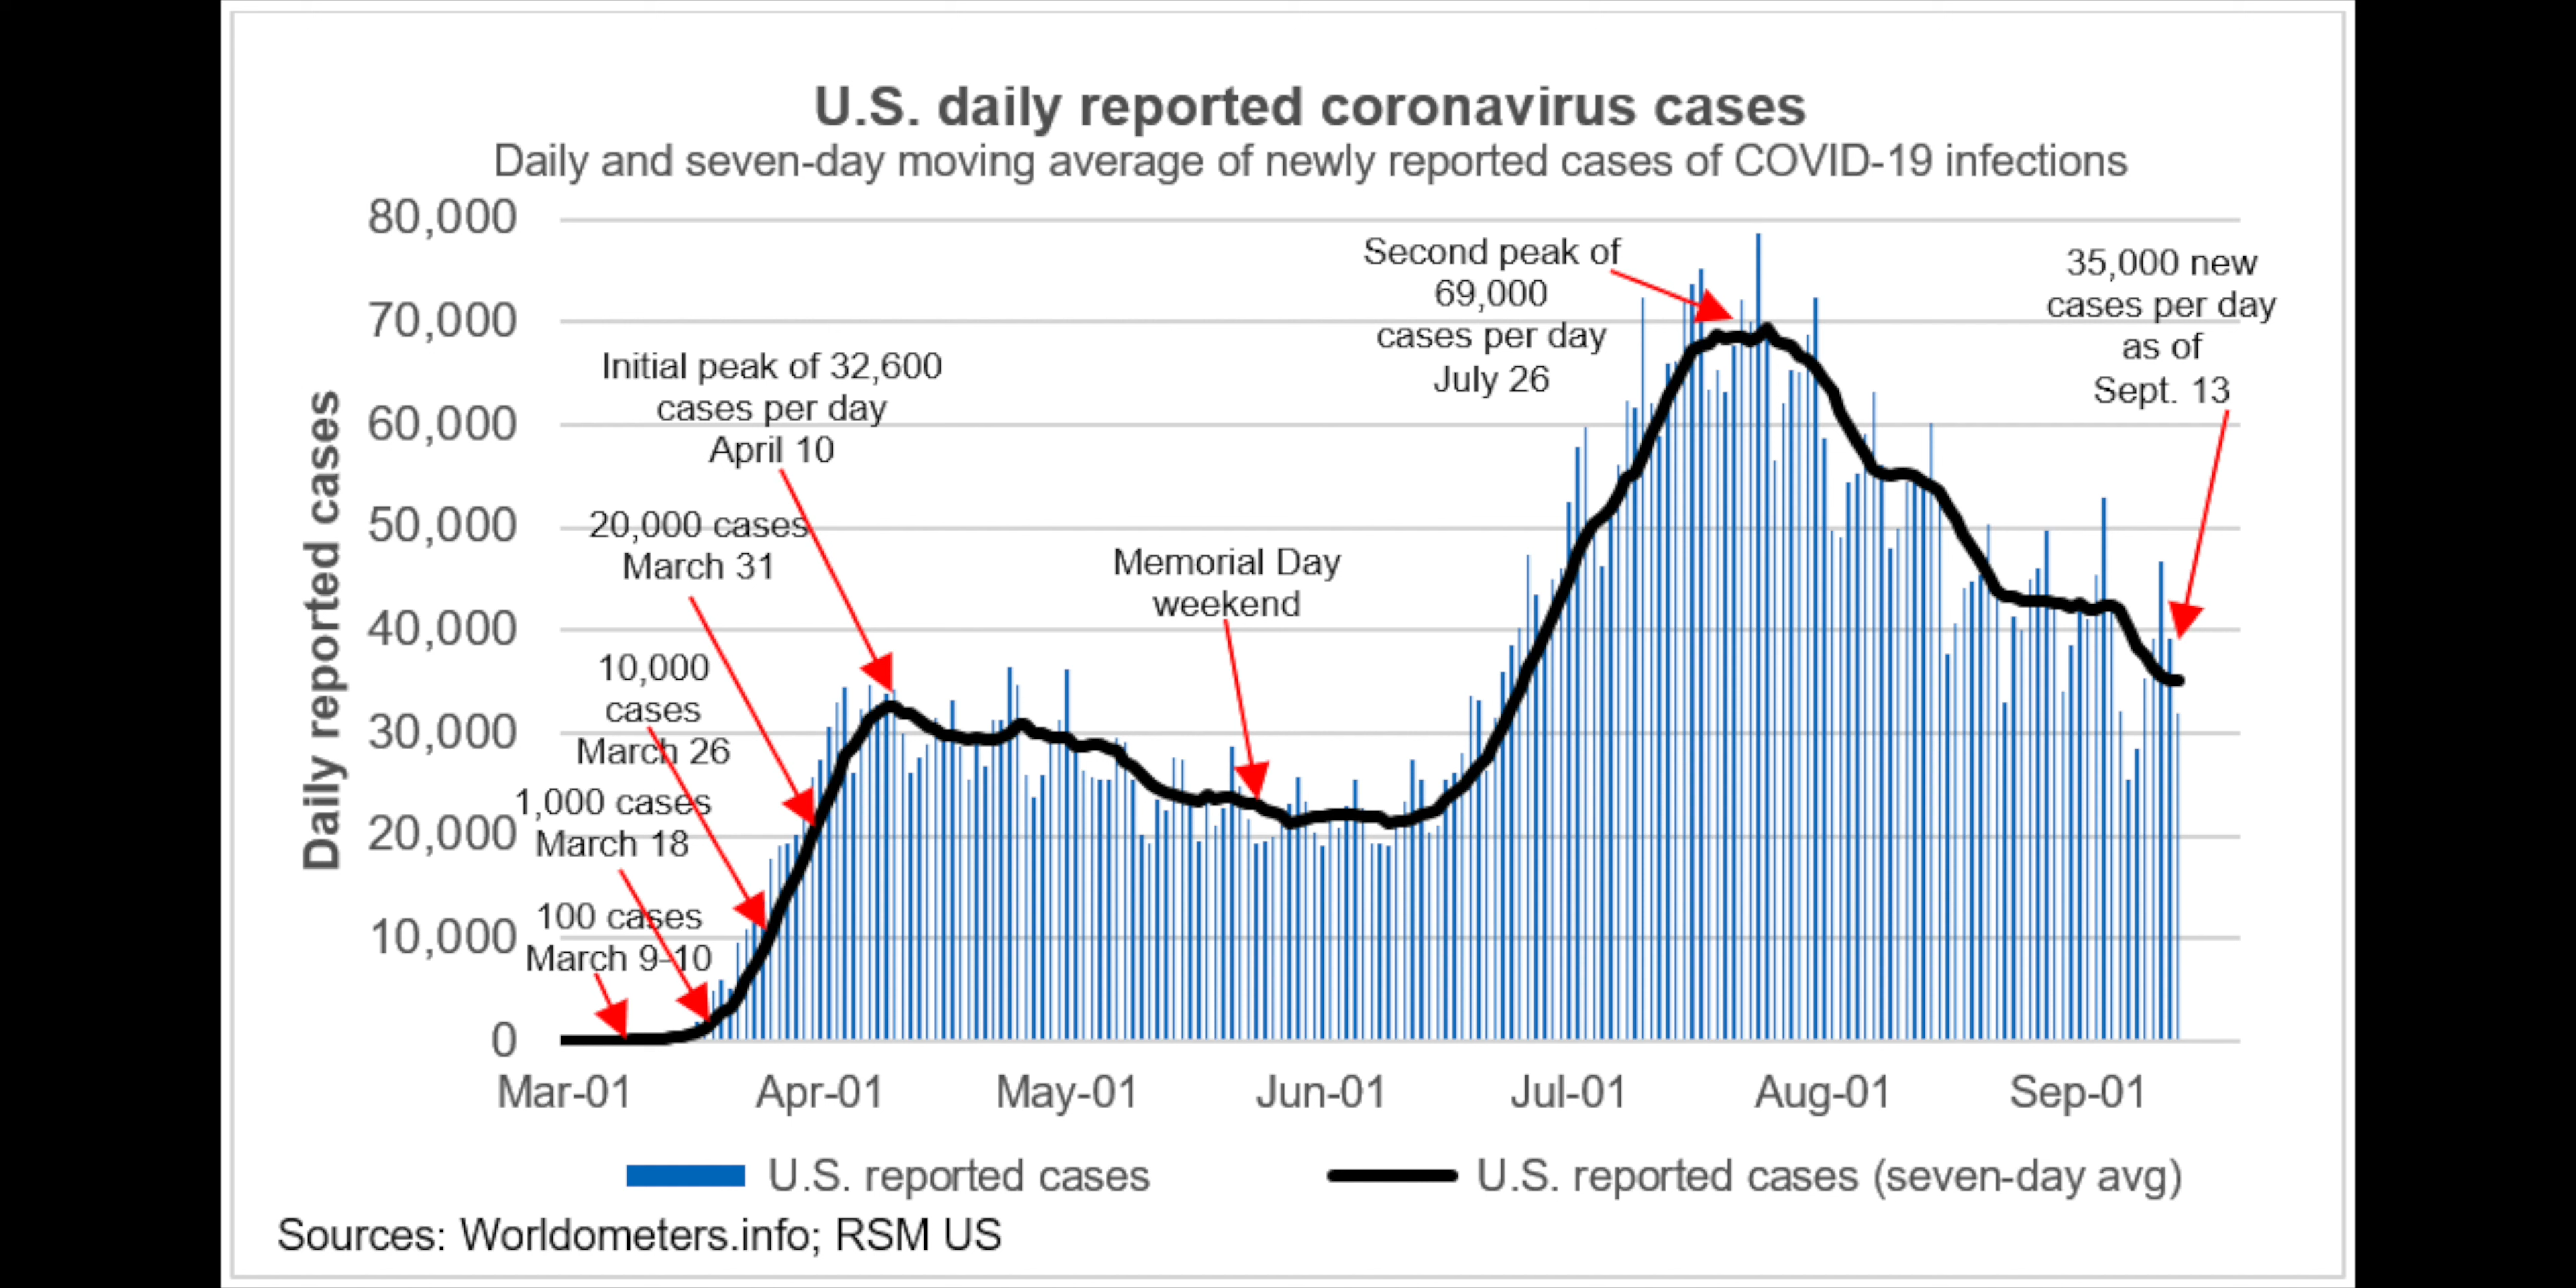 U.S. daily reported coronavirus cases
Daily and seven-day moving average of newly reported cases of COVID-19 infections
Daily reported cases
80,000
70,000
60,000
50,000
40,000
30,000
20,000
10,000
0
100 cases
March 9-10
1,000 cases
March 18
10,000
cases
March 26
20,000 cases
March 31
Initial peak of 32,600
cases per day
April 10
Memorial Day
weekend
Second peak of
69,000
cases per day
July 26
35,000 new
cases per day
as of
Sept. 13
Mar-01
Apr-01
May-01
Jun-01
Jul-01
Aug-01
Sep-01
U.S. reported cases
U.S. reported cases (seven-day avg)
Sources: Worldometers.info; RSM US